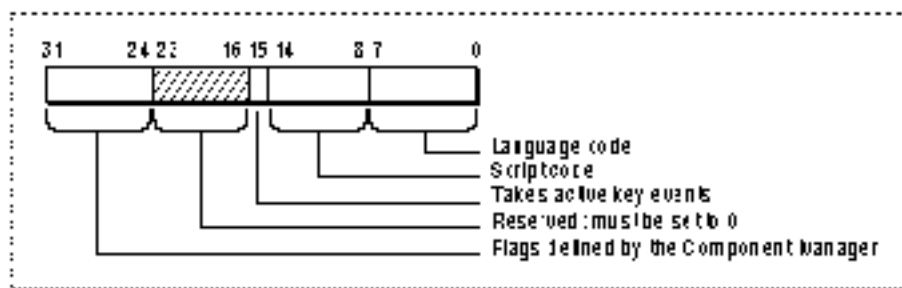 31 24 23 16 15 14 8 7 0
Language code
Script code
Takes active key events
Reserved: must be set to 0
Flags defined by the Component Manager